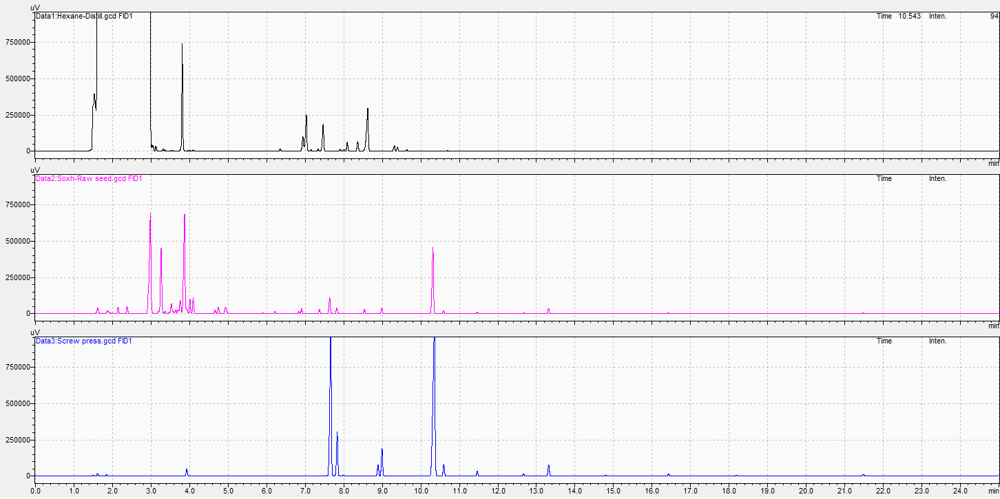 uV
Data1:Hexane-Distill.gcd FID1 Time 10.543 Inten. 94
750000
500000
250000
0
min
uV
Data2:Soxh-Raw seed.gcd FID1 Time Inten.
750000
500000
250000
0
min
uV
Data3:Screw press.gcd FID1 Time Inten.
750000
500000
250000
0
0.0 1.0 2.0 3.0 4.0 5.0 6.0 7.0 8.0 9.0 10.0 11.0 12.0 13.0 14.0 15.0 16.0 17.0 18.0 19.0 20.0 21.0 22.0 23.0 24.0 min